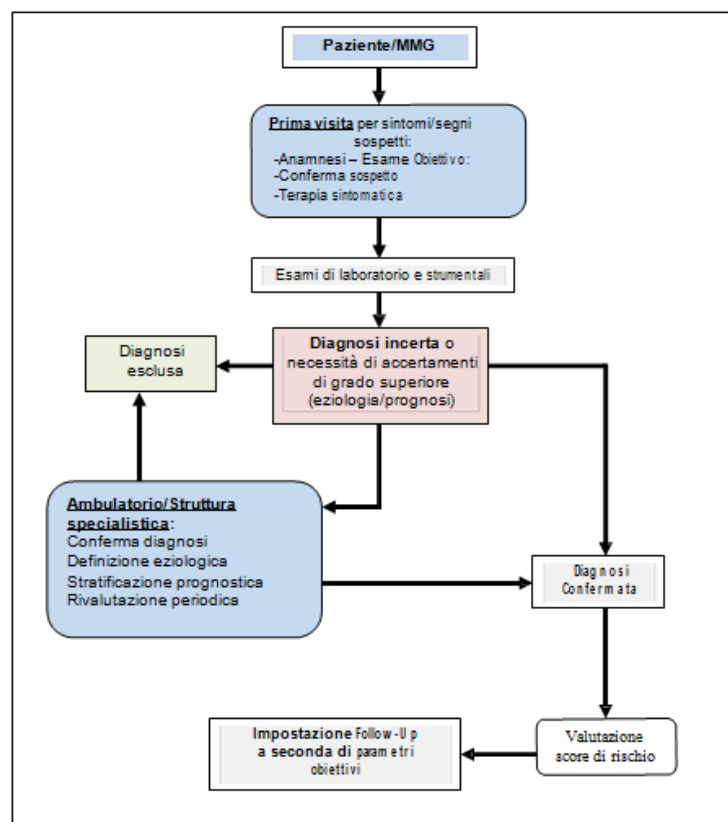 Paziente/MMG
Prima visita per sintomi/segni
sospetti:
-Anamnesi – Esame Obiettivo:
-Conferma sospetto
-Terapia sintomatica
Esami di laboratorio e strumentali
Diagnosi incerta o
necessità di accertamenti
di grado superiore
(eziologia/prognosi)
Diagnosi
esclusa
Ambulatorio/Struttura
specialistica:
Conferma diagnosi
Definizione eziologica
Stratificazione prognostica
Rivalutazione periodica
Diagnosi
Confermata
Impostazione Follow-Up
a seconda di parametri
obiettivi
Valutazione
score di rischio